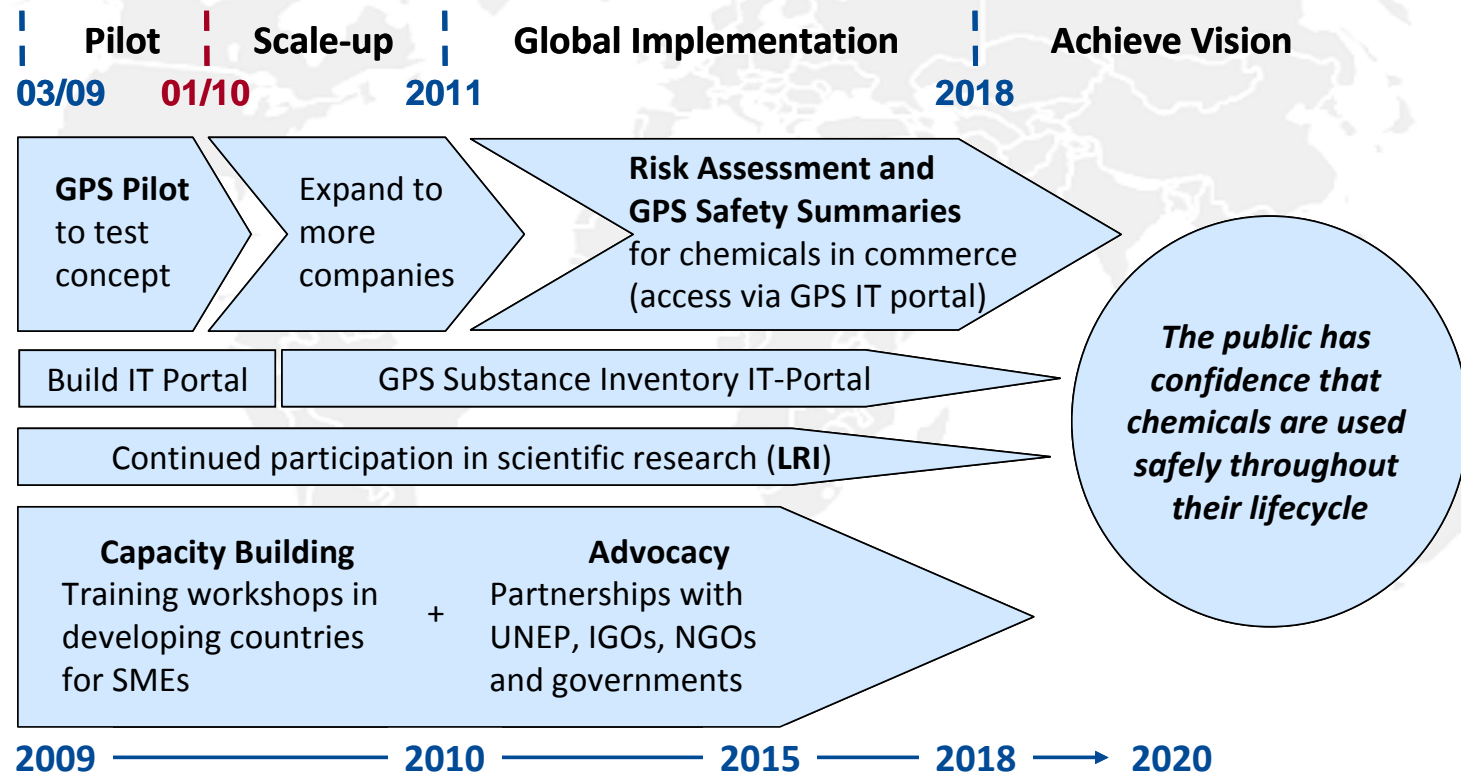 Pilot
Scale-up
Global Implementation
Achieve Vision
03/09
01/10
2011
2018
GPS Pilot
to test
concept
Expand to
more
companies
Risk Assessment and
GPS Safety Summaries
for chemicals in commerce
(access via GPS IT portal)
Build IT Portal
GPS Substance Inventory IT-Portal
Continued participation in scientific research (LRI)
Capacity Building
Training workshops in
developing countries
for SMEs
+
Advocacy
Partnerships with
UNEP, IGOs, NGOs
and governments
The public has
confidence that
chemicals are used
safely throughout
their lifecycle
2009
2010
2015
2018
2020